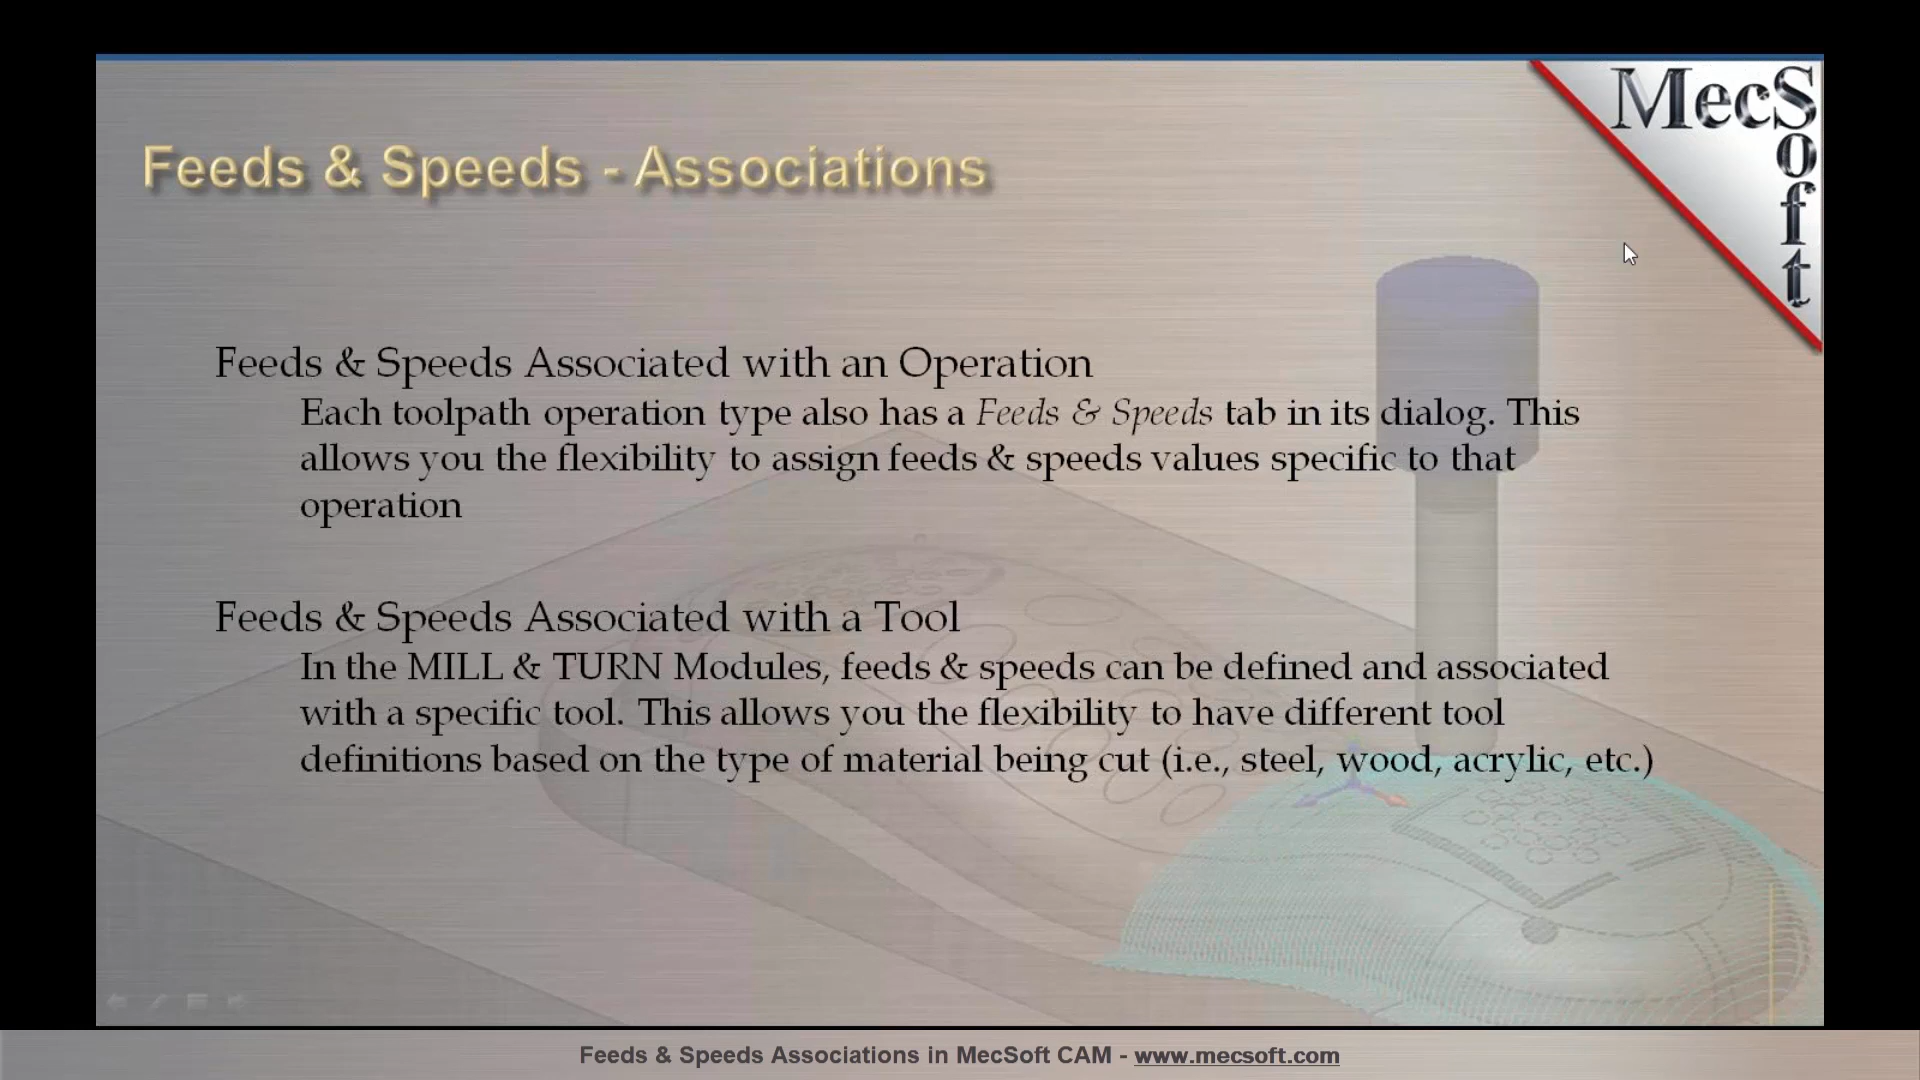 MecSoft
Feeds & Speeds - Associations
Feeds & Speeds Associated with an Operation
Each toolpath operation type also has a Feeds & Speeds tab in its dialog. This
allows you the flexibility to assign feeds & speeds values specific to that
operation
Feeds & Speeds Associated with a Tool
In the MILL & TURN Modules, feeds & speeds can be defined and associated
with a specific tool. This allows you the flexibility to have different tool
definitions based on the type of material being cut (i.e., steel, wood, acrylic, etc.)
Feeds & Speeds Associations in MecSoft CAM - www.mecsoft.com